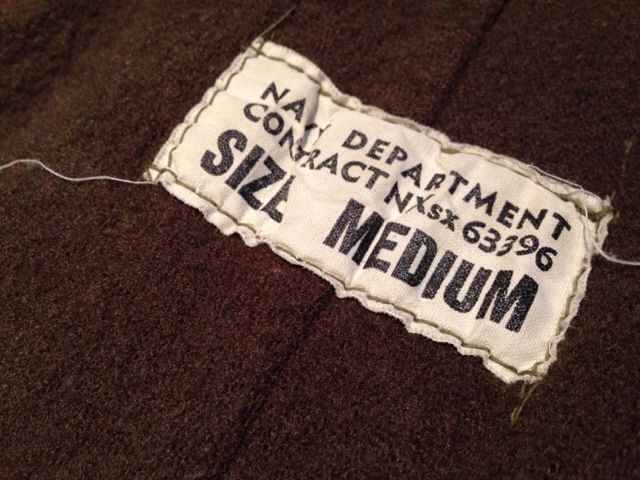 NAVY DEPARTMENT
CONTRACT NXsx 63396
SIZE MEDIUM